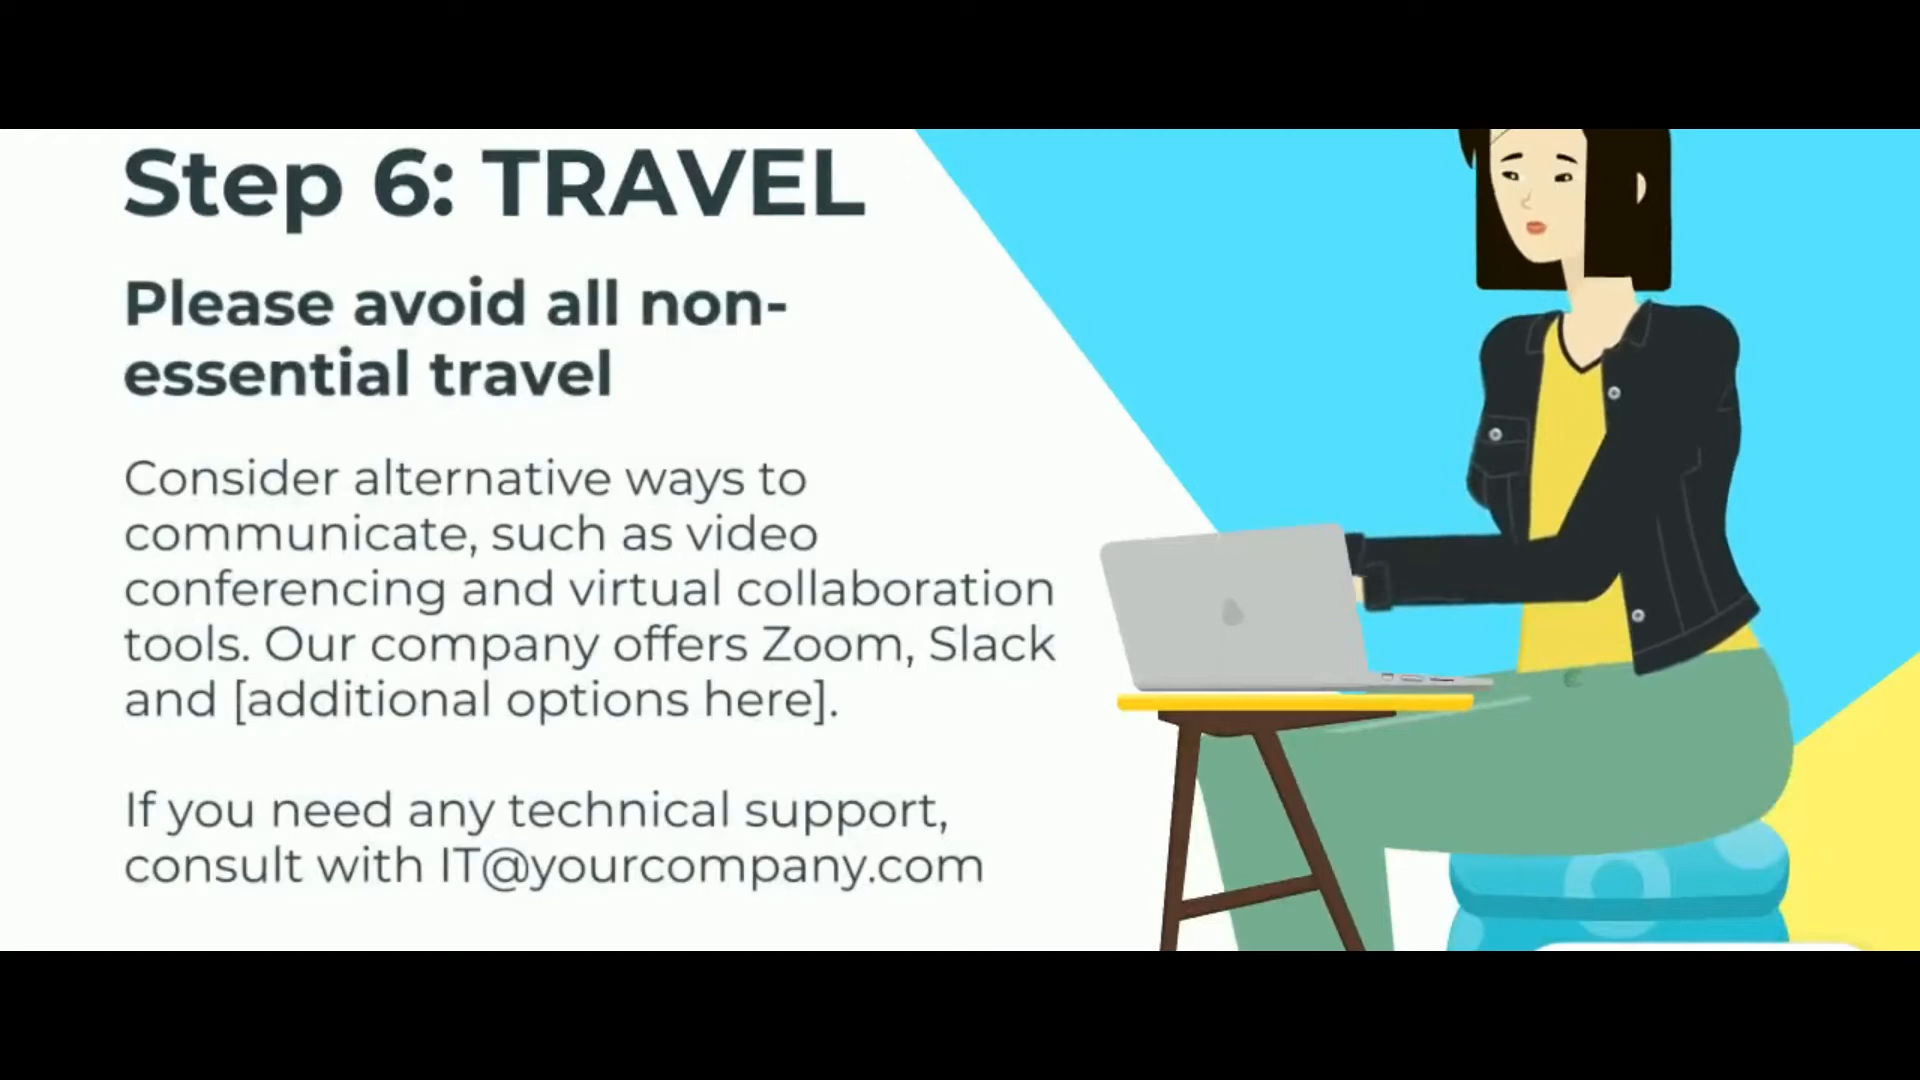 Step 6: TRAVEL
Please avoid all non-
essential travel
Consider alternative ways to
communicate, such as video
conferencing and virtual collaboration
tools. Our company offers Zoom, Slack
and [additional options here].
If you need any technical support,
consult with IT@yourcompany.com